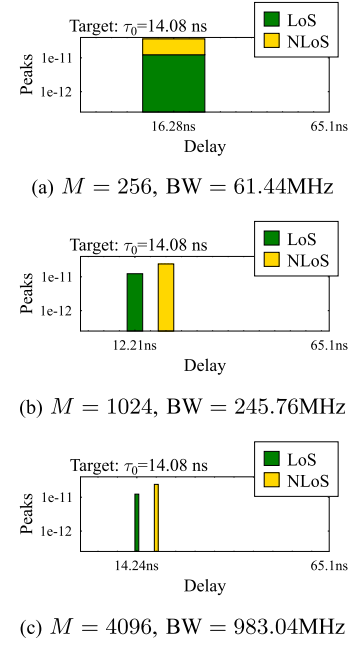 Target: τ₀=14.08 ns
LoS
NLoS
Peaks
1e-11
1e-12
16.28ns
65.1ns
Delay
(a) M = 256, BW = 61.44MHz
Target: τ₀=14.08 ns
LoS
NLoS
Peaks
1e-11
1e-12
12.21ns
65.1ns
Delay
(b) M = 1024, BW = 245.76MHz
Target: τ₀=14.08 ns
LoS
NLoS
Peaks
1e-11
1e-12
14.24ns
65.1ns
Delay
(c) M = 4096, BW = 983.04MHz